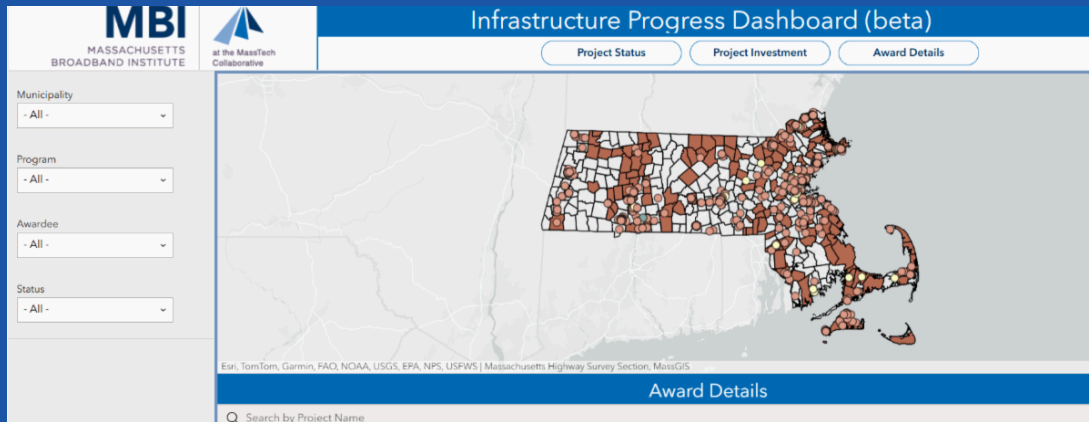 MBI
MASSACHUSETTS
BROADBAND INSTITUTE
at the MassTech
Collaborative
Infrastructure Progress Dashboard (beta)
Project Status
Project Investment
Award Details
Municipality
- All -
Program
- All -
Awardee
- All -
Status
- All -
Esri, TomTom, Garmin, FAO, NOAA, USGS, EPA, NPS, USFWS | Massachusetts Highway Survey Section, MassGIS
Award Details
Search by Project Name